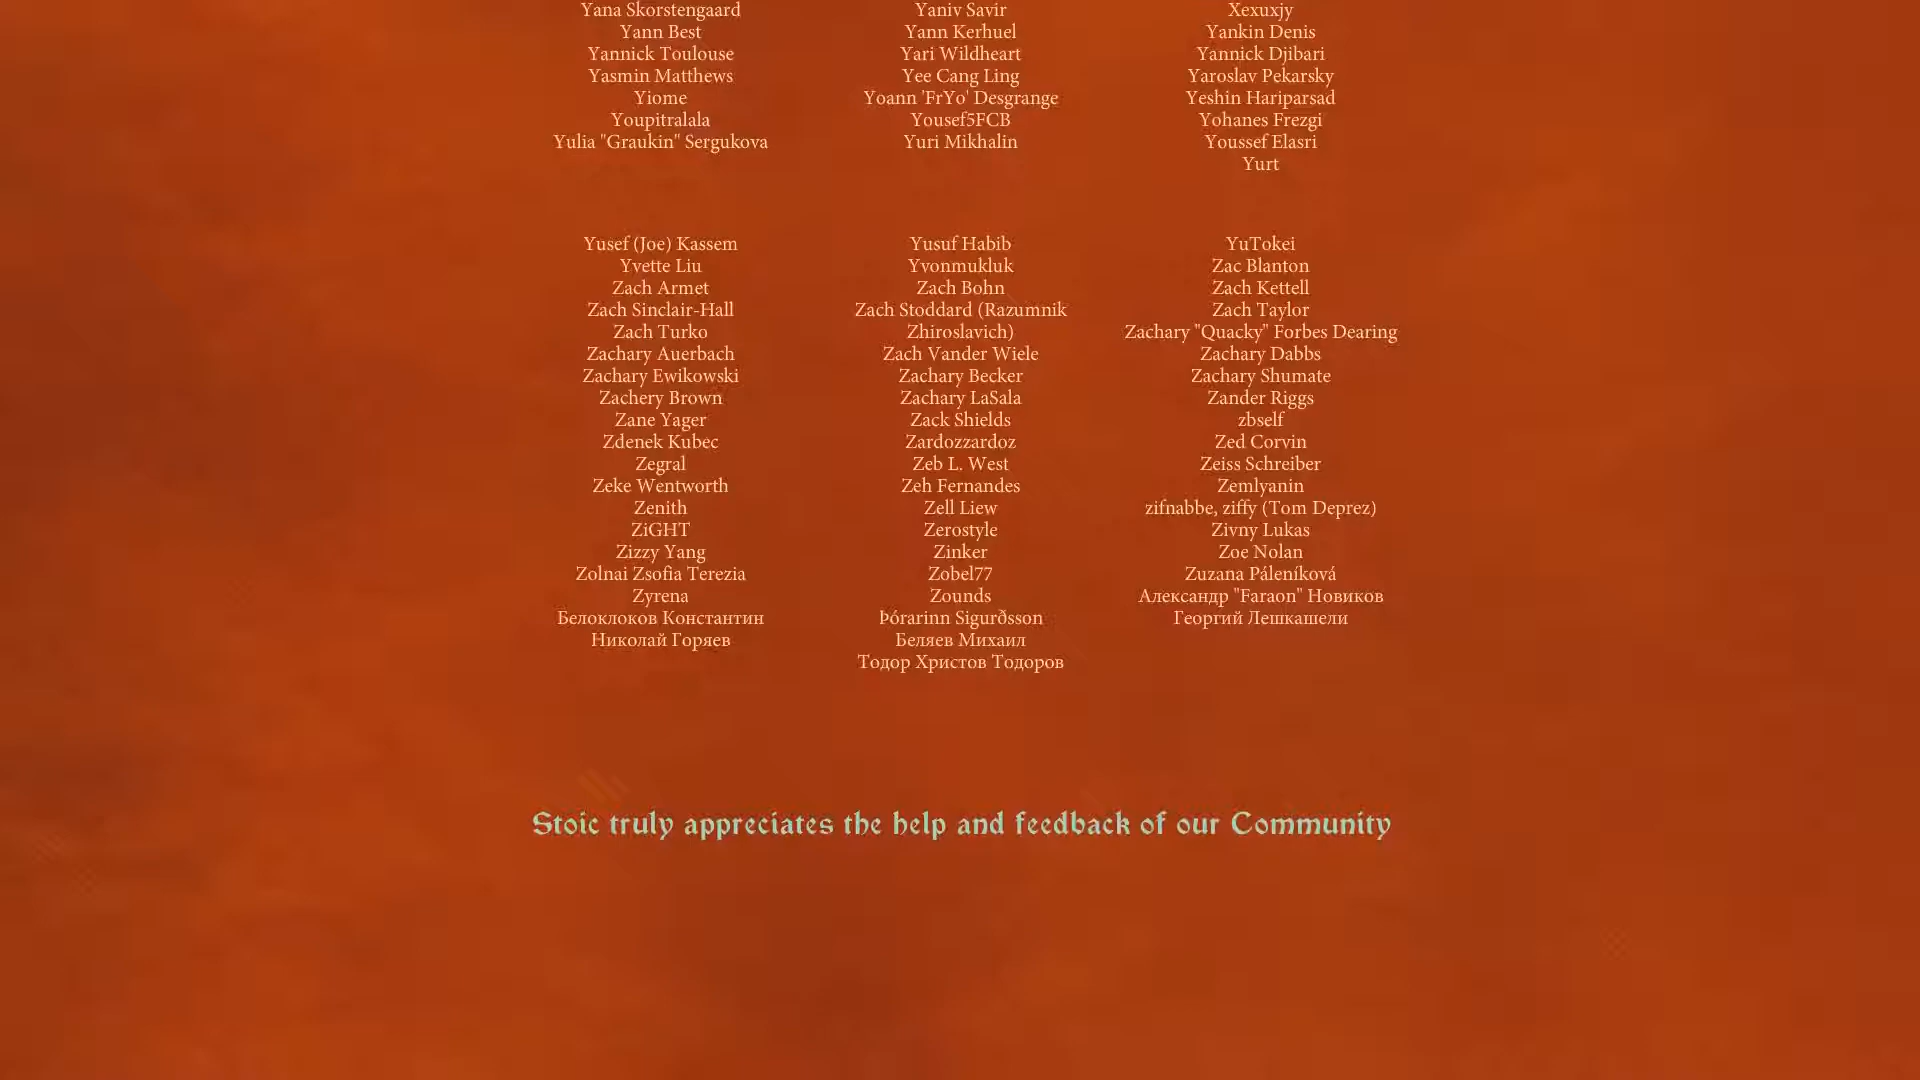 Yana Skorstengaard
Yaniv Savir
Xexuxjy
Yann Best
Yann Kerhuel
Yankin Denis
Yannick Toulouse
Yari Wildheart
Yannick Djibari
Yasmin Matthews
Yee Cang Ling
Yaroslav Pekarsky
Yiome
Yoann 'FrYo' Desgrange
Yeshin Hariparsad
Youpitralala
Yousef5FCB
Yohanes Frezgi
Yulia "Graukin" Sergukova
Yuri Mikhalin
Youssef Elasri
Yurt
Yusef (Joe) Kassem
Yusuf Habib
YuTokei
Yvette Liu
Yvonmukluk
Zac Blanton
Zach Armet
Zach Bohn
Zach Kettell
Zach Sinclair-Hall
Zach Stoddard (Razumnik
Zach Taylor
Zach Turko
Zhiroslavich)
Zachary "Quacky" Forbes Dearing
Zachary Auerbach
Zach Vander Wiele
Zachary Dabbs
Zachary Ewikowski
Zachary Becker
Zachary Shumate
Zachery Brown
Zachary LaSala
Zander Riggs
Zane Yager
Zack Shields
zbself
Zdenek Kubec
Zardozzardoz
Zed Corvin
Zegral
Zeb L. West
Zeiss Schreiber
Zeke Wentworth
Zeh Fernandes
Zemlyanin
Zenith
Zell Liew
zifnabbe, ziffy (Tom Deprez)
ZiGHT
Zerostyle
Zivny Lukas
Zizzy Yang
Zinker
Zoe Nolan
Zolnai Zsofia Terezia
Zobel77
Zuzana Páleníková
Zyrena
Zounds
Александр "Faraon" Новиков
Белоклоков Константин
Þórarinn Sigurðsson
Георгий Лешкашели
Николай Горяев
Беляев Михаил
Тодор Христов Тодоров
Stoic truly appreciates the help and feedback of our Community